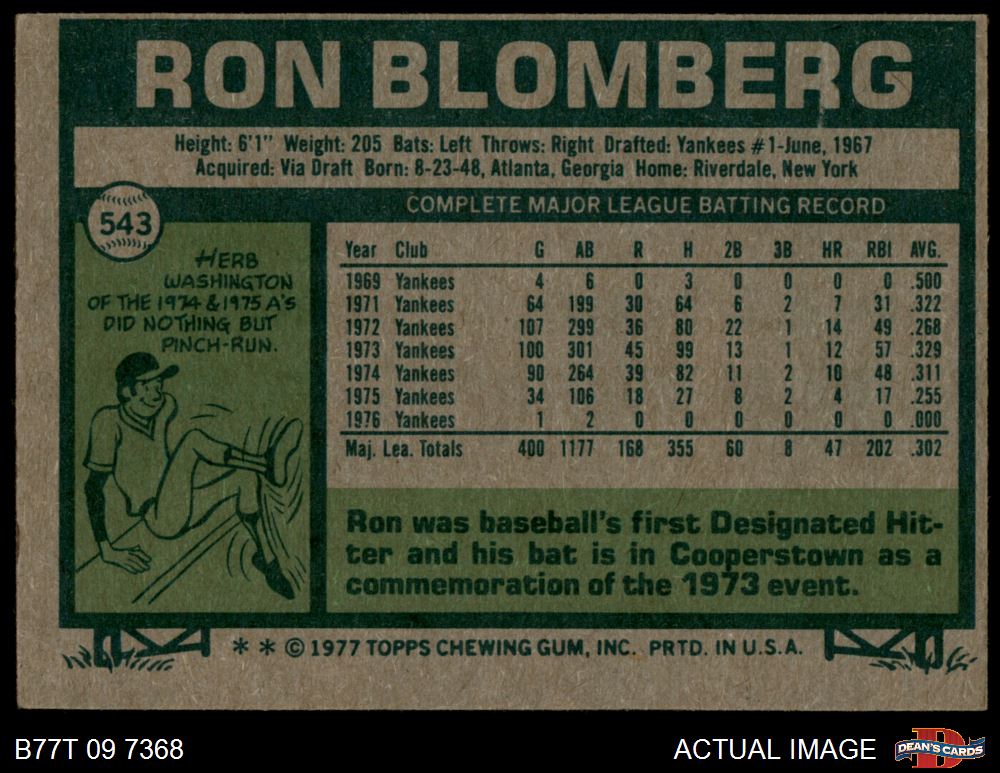 RON BLOMBERG
Height: 6'1" Weight: 205 Bats: Left Throws: Right Drafted: Yankees #1-June, 1967
Acquired: Via Draft Born: 8-23-48, Atlanta, Georgia Home: Riverdale, New York
543
COMPLETE MAJOR LEAGUE BATTING RECORD
HERB
WASHINGTON
OF THE 1974 & 1975 A'S
DID NOTHING BUT
PINCH-RUN.
Year Club G AB R H 2B 3B HR RBI AVG.
1969 Yankees 4 6 0 3 0 0 0 0 .500
1971 Yankees 64 199 30 64 6 2 7 31 .322
1972 Yankees 107 299 36 80 22 1 14 49 .268
1973 Yankees 100 301 45 99 13 1 12 57 .329
1974 Yankees 90 264 39 82 11 2 10 48 .311
1975 Yankees 34 106 18 27 8 2 4 17 .255
1976 Yankees 1 2 0 0 0 0 0 0 .000
Maj. Lea. Totals 400 1177 168 355 60 8 47 202 .302
Ron was baseball's first Designated Hit-
ter and his bat is in Cooperstown as a
commemoration of the 1973 event.
* * © 1977 TOPPS CHEWING GUM, INC. PRTD. IN U.S.A.
B77T 09 7368
ACTUAL IMAGE
D
DEAN'S CARDS